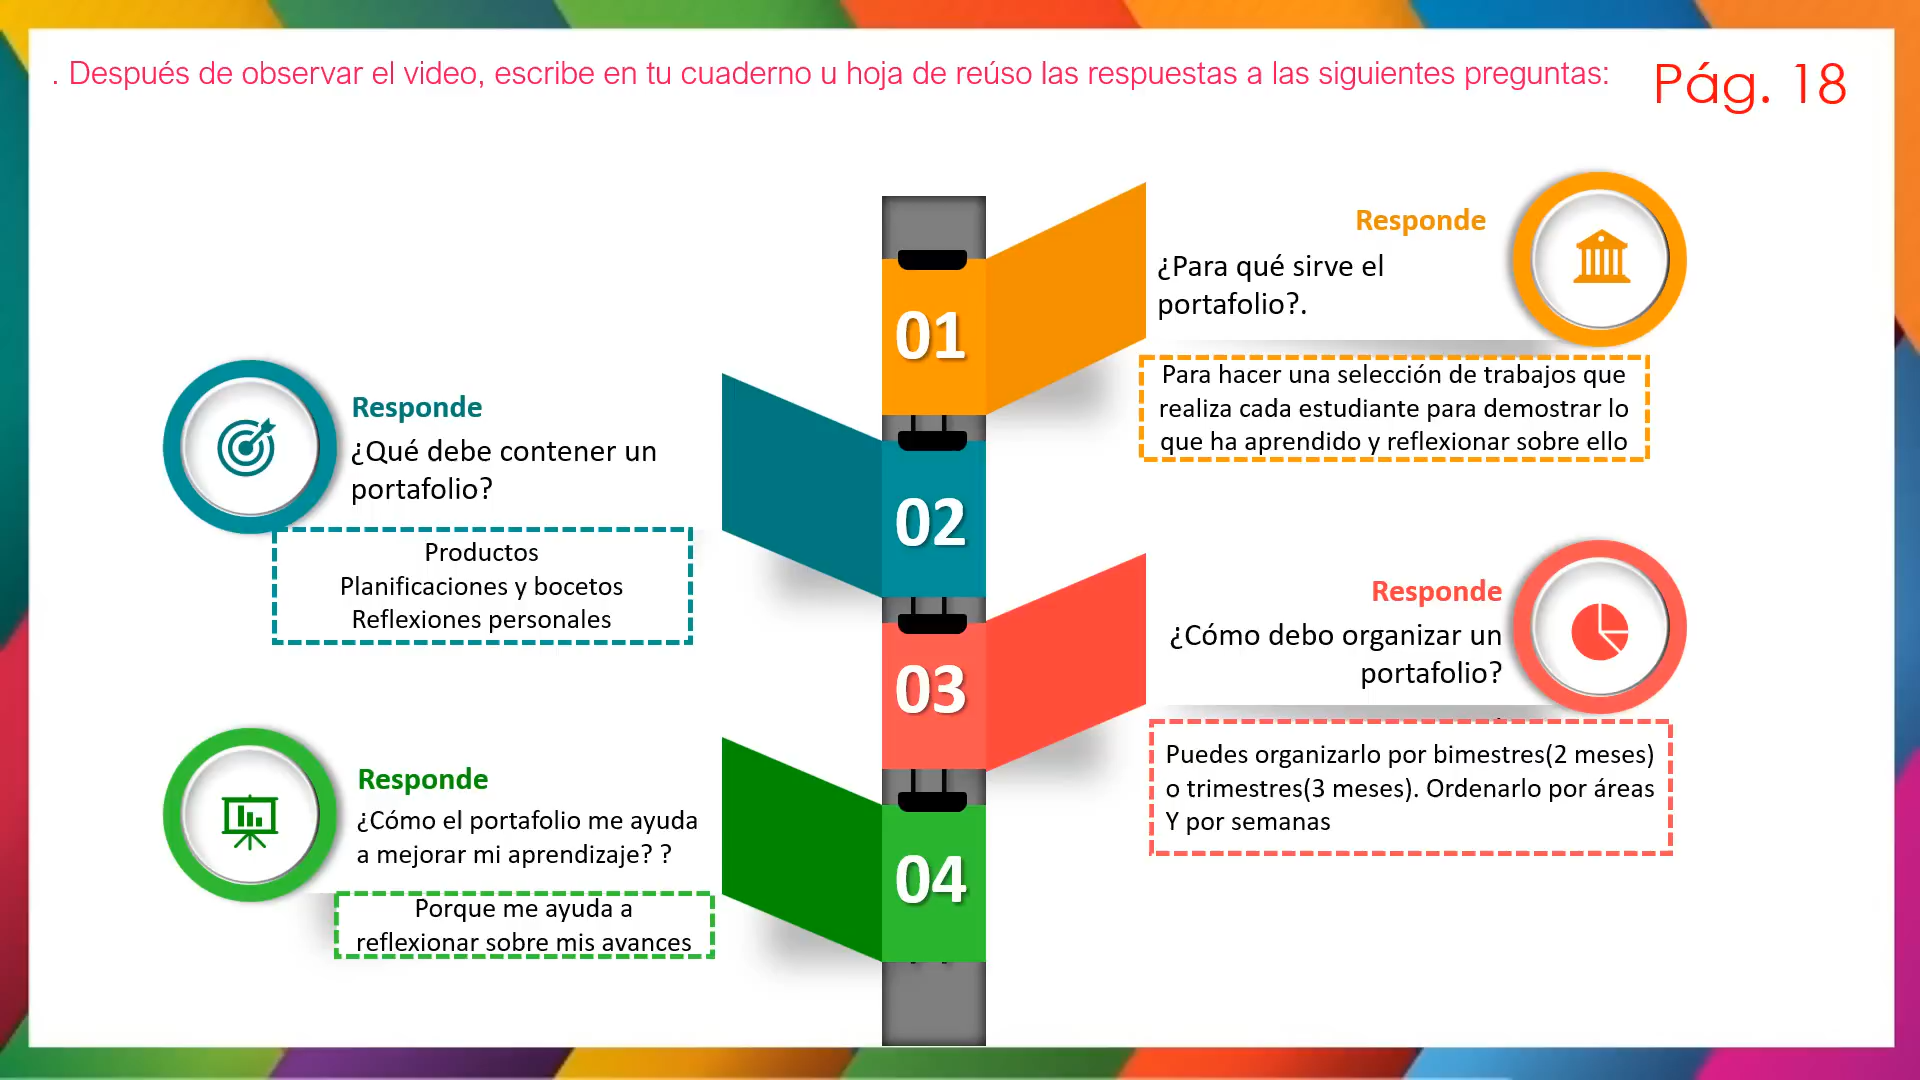 . Después de observar el video, escribe en tu cuaderno u hoja de reúso las respuestas a las siguientes preguntas:
Pág. 18
01
Responde
¿Para qué sirve el
portafolio?.
Para hacer una selección de trabajos que
realiza cada estudiante para demostrar lo
que ha aprendido y reflexionar sobre ello
02
Responde
¿Qué debe contener un
portafolio?
Productos
Planificaciones y bocetos
Reflexiones personales
03
Responde
¿Cómo debo organizar un
portafolio?
Puedes organizarlo por bimestres(2 meses)
o trimestres(3 meses). Ordenarlo por áreas
Y por semanas
04
Responde
¿Cómo el portafolio me ayuda
a mejorar mi aprendizaje? ?
Porque me ayuda a
reflexionar sobre mis avances